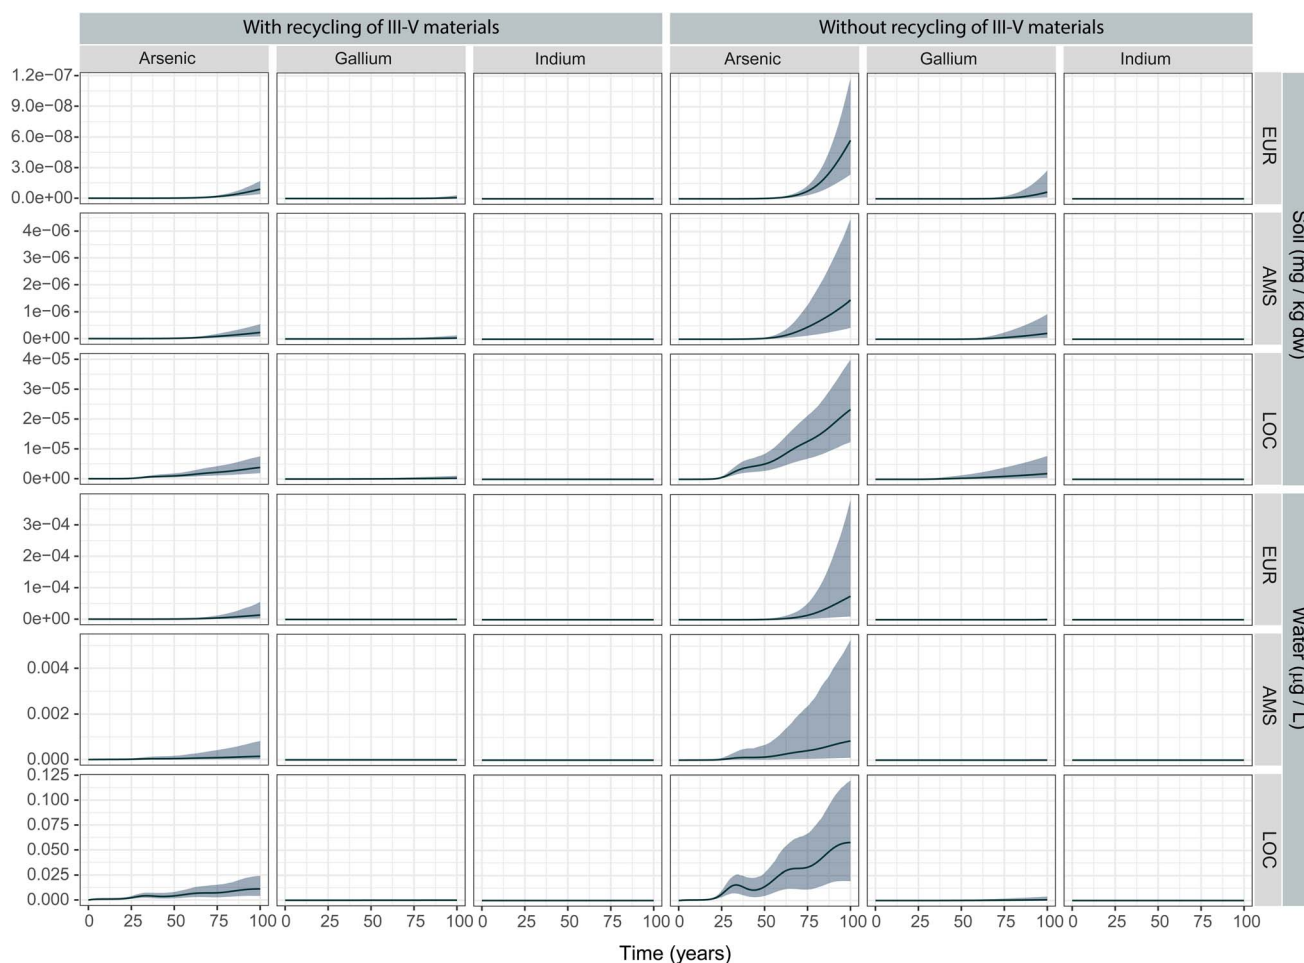 With recycling of III-V materials Without recycling of III-V materials
Arsenic Gallium Indium Arsenic Gallium Indium
1.2e−07
9.0e−08
6.0e−08
3.0e−08
0.0e+00
EUR
4e−06
3e−06
2e−06
1e−06
0e+00
AMS
4e−05
3e−05
2e−05
1e−05
0e+00
LOC
Soil (mg / kg dw)
3e−04
2e−04
1e−04
0e+00
EUR
0.004
0.002
0.000
AMS
0.125
0.100
0.075
0.050
0.025
0.000
LOC
Water (µg / L)
0 25 50 75 100 0 25 50 75 100 0 25 50 75 100 0 25 50 75 100 0 25 50 75 100 0 25 50 75 100
Time (years)